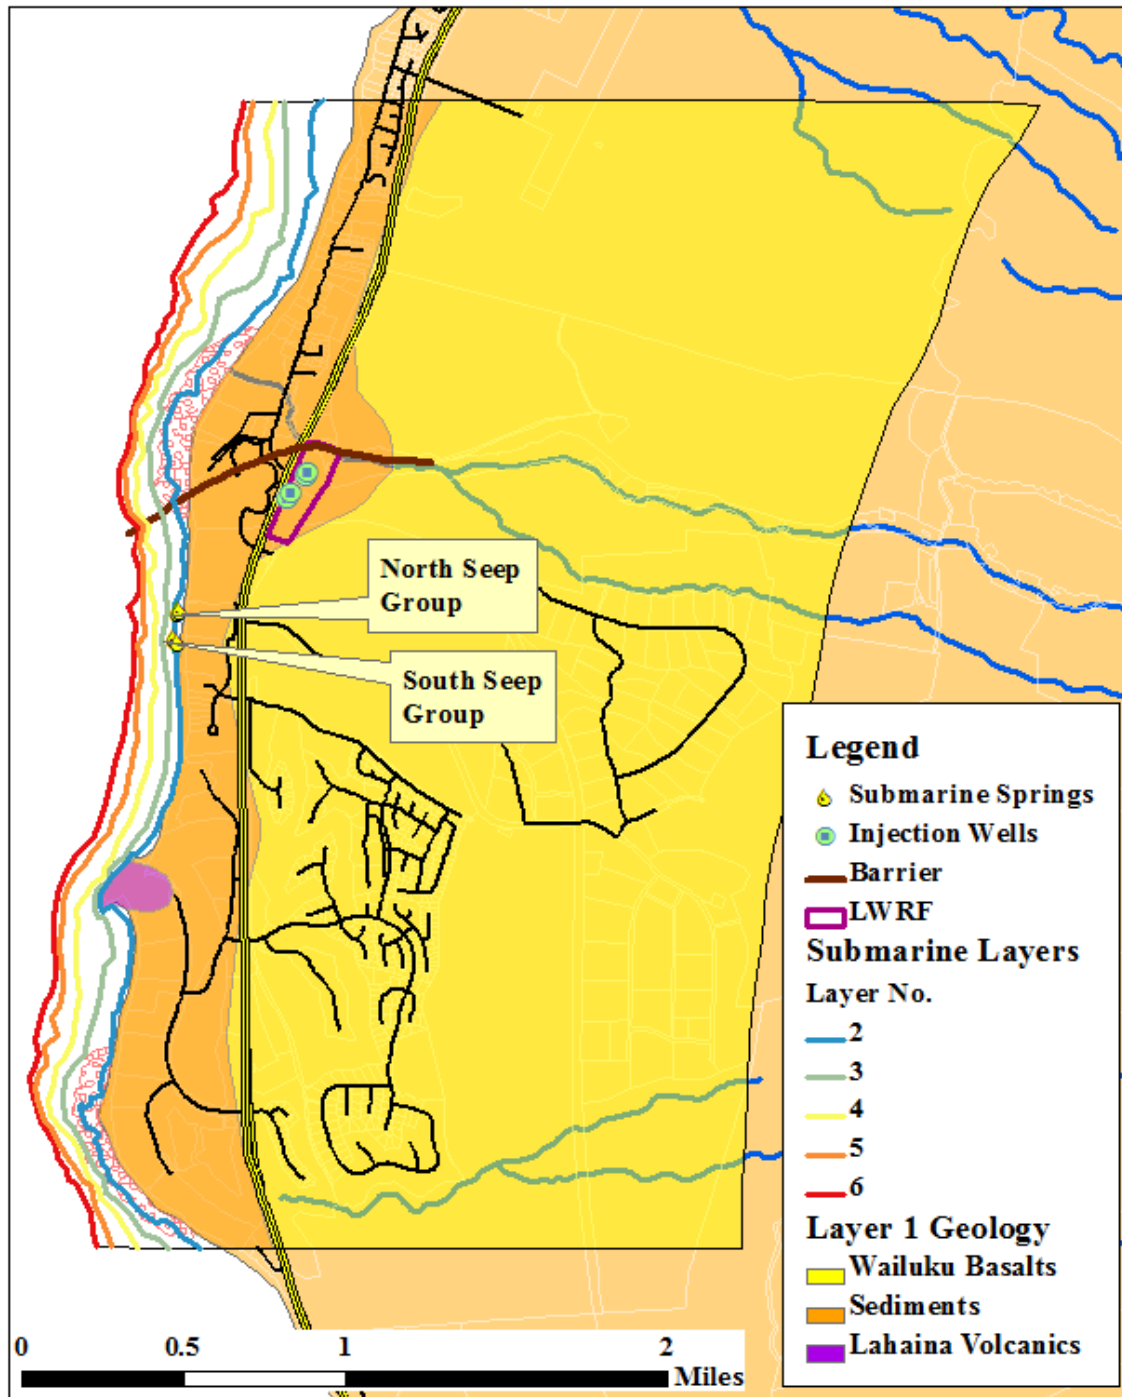 North Seep
Group
South Seep
Group
Legend
Submarine Springs
Injection Wells
Barrier
LWRF
Submarine Layers
Layer No.
2
3
4
5
6
Layer 1 Geology
Wailuku Basalts
Sediments
Lahaina Volcanics
0 0.5 1 2
Miles